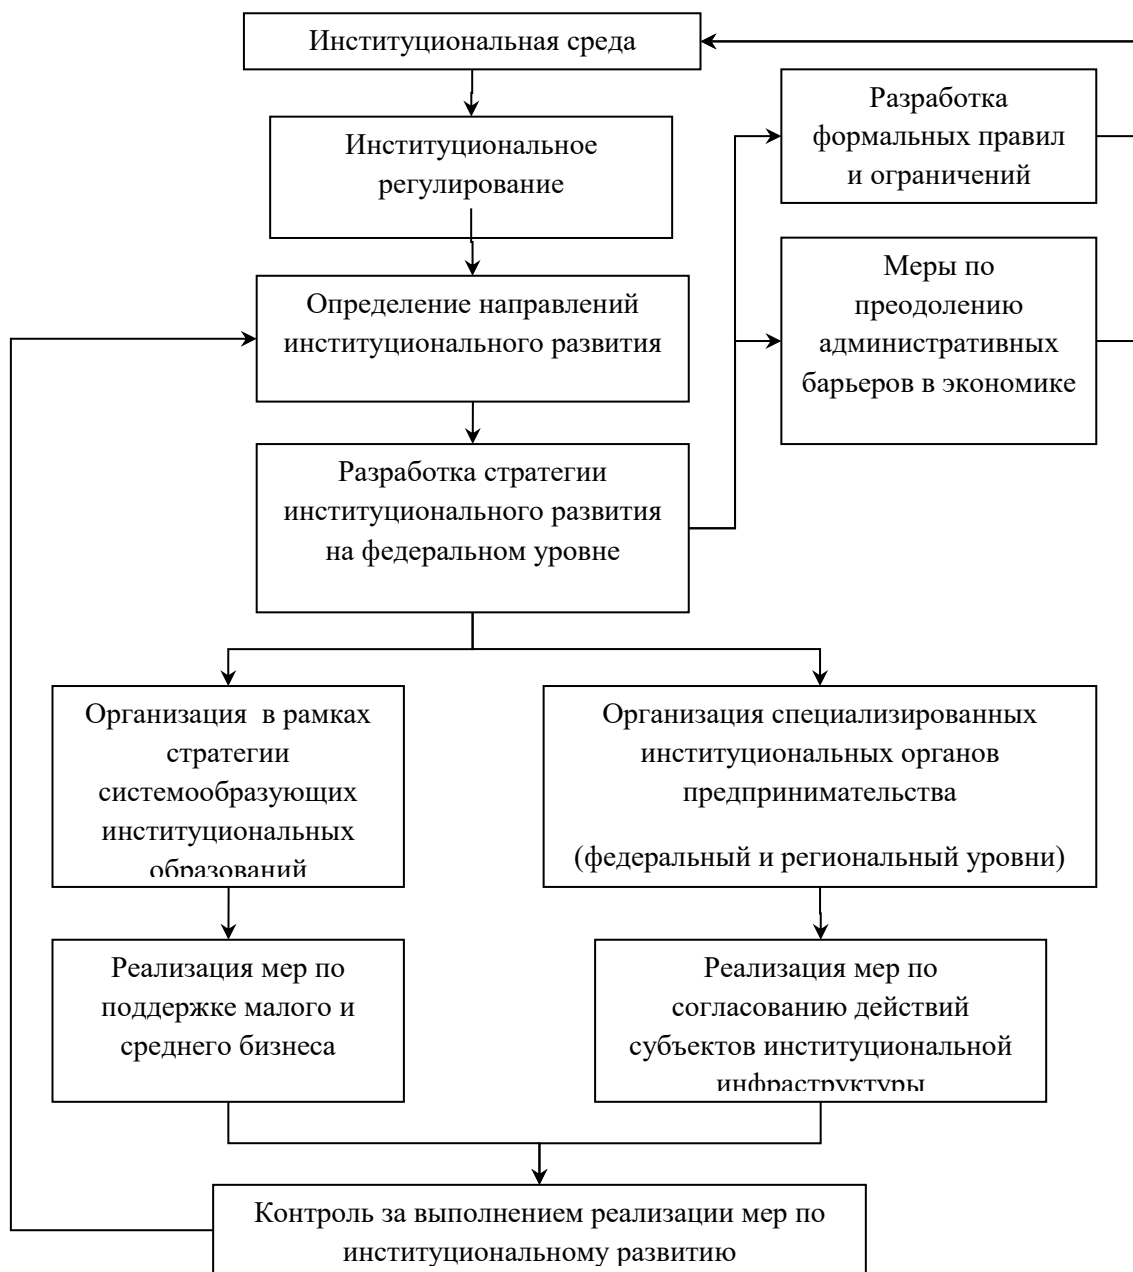 Институциональная среда
Разработка
формальных правил
и ограничений
Институциональное
регулирование
Меры по
преодолению
административных
барьеров в экономике
Определение направлений
институционального развития
Разработка стратегии
институционального развития
на федеральном уровне
Организация в рамках
стратегии
системообразующих
институциональных
образований
Организация специализированных
институциональных органов
предпринимательства
(федеральный и региональный уровни)
Реализация мер по
поддержке малого и
среднего бизнеса
Реализация мер по
согласованию действий
субъектов институциональной
инфраструктуры
Контроль за выполнением реализации мер по
институциональному развитию